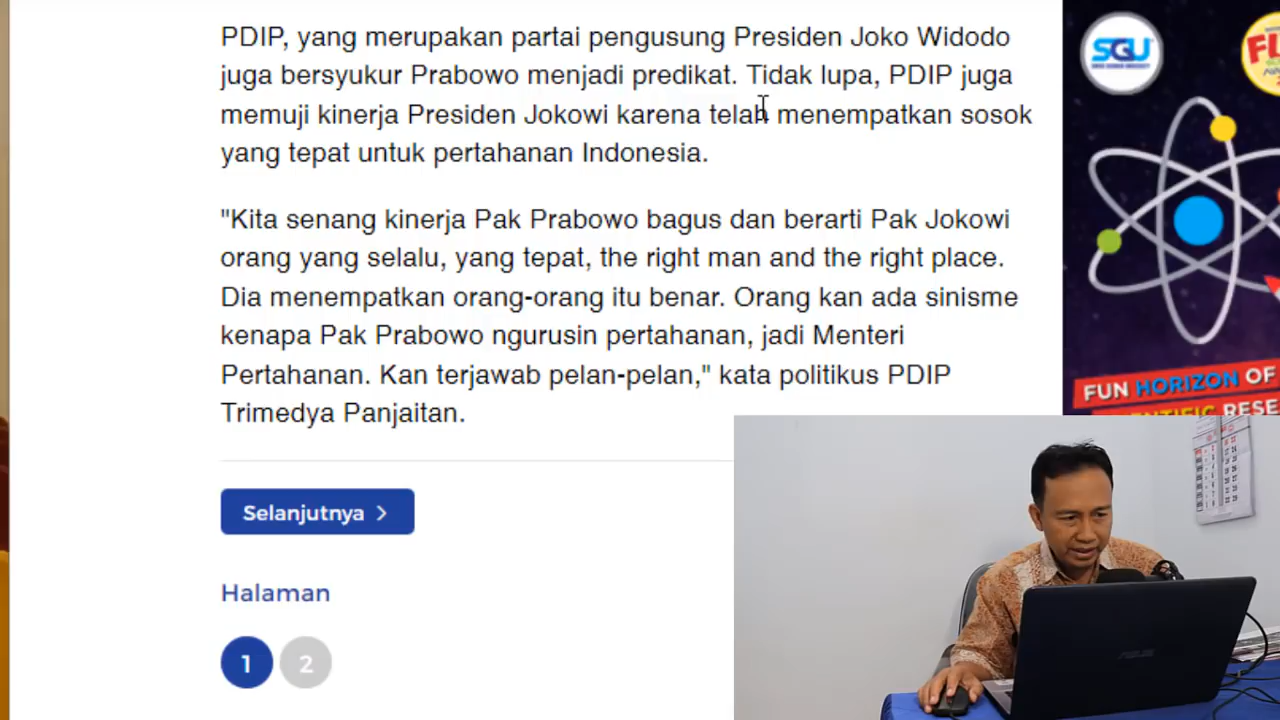 PDIP, yang merupakan partai pengusung Presiden Joko Widodo
juga bersyukur Prabowo menjadi predikat. Tidak lupa, PDIP juga
memuji kinerja Presiden Jokowi karena telah menempatkan sosok
yang tepat untuk pertahanan Indonesia.
"Kita senang kinerja Pak Prabowo bagus dan berarti Pak Jokowi
orang yang selalu, yang tepat, the right man and the right place.
Dia menempatkan orang-orang itu benar. Orang kan ada sinisme
kenapa Pak Prabowo ngurusin pertahanan, jadi Menteri
Pertahanan. Kan terjawab pelan-pelan," kata politikus PDIP
Trimedya Panjaitan.
Selanjutnya
Halaman
1 2
SGU
FUN HORIZON OF
ASUS